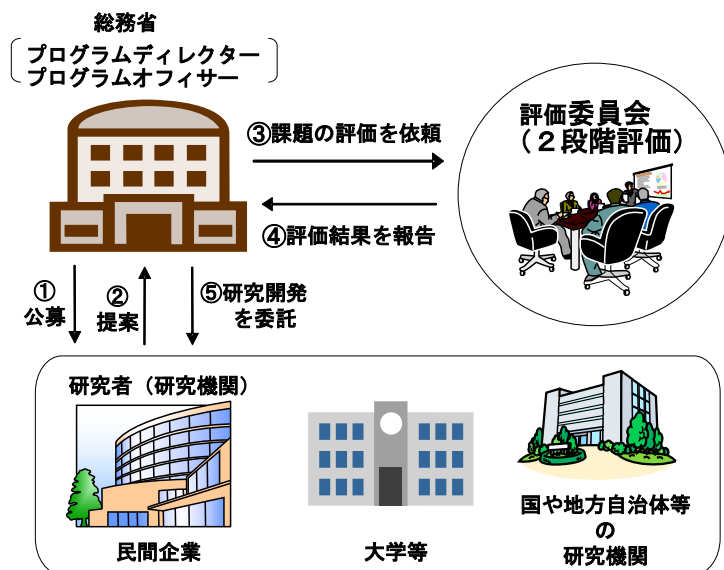 総務省
プログラムディレクター
プログラムオフィサー
③課題の評価を依頼
評価委員会
（２段階評価）
④評価結果を報告
①
公募
②
提案
⑤研究開発
を委託
研究者（研究機関）
民間企業
大学等
国や地方自治体等
の
研究機関